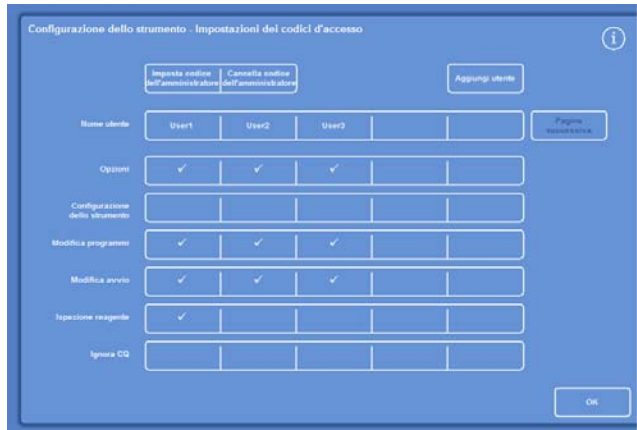 Configurazione dello strumento - Impostazioni dei codici d'accesso
i
Imposta codice
dell'amministratore
Cancella codice
dell'amministratore
Aggiungi utente
Nome utente
User1
User2
User3
Pagina
successiva
Opzioni
✓ ✓ ✓
Configurazione
dello strumento
Modifica programmi
✓ ✓ ✓
Modifica avvio
✓ ✓ ✓
Ispezione reagente
✓
Ignora CQ
OK